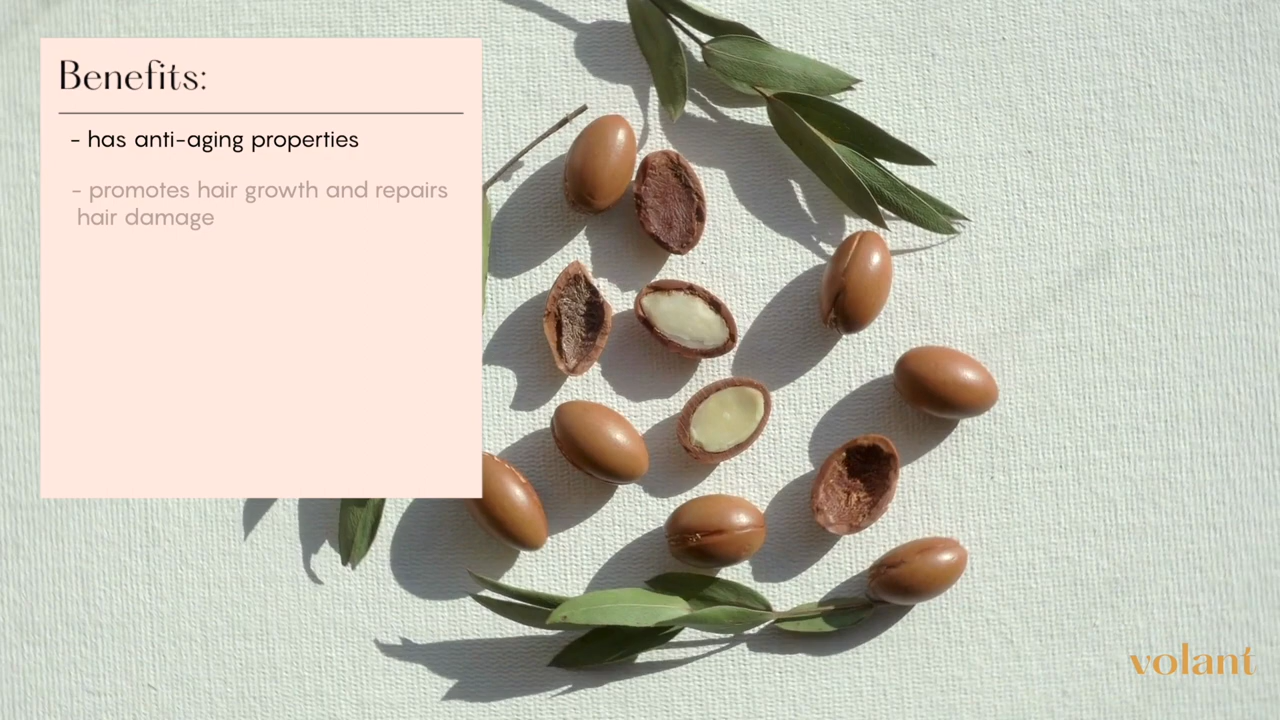 Benefits:
- has anti-aging properties
- promotes hair growth and repairs
hair damage
volant